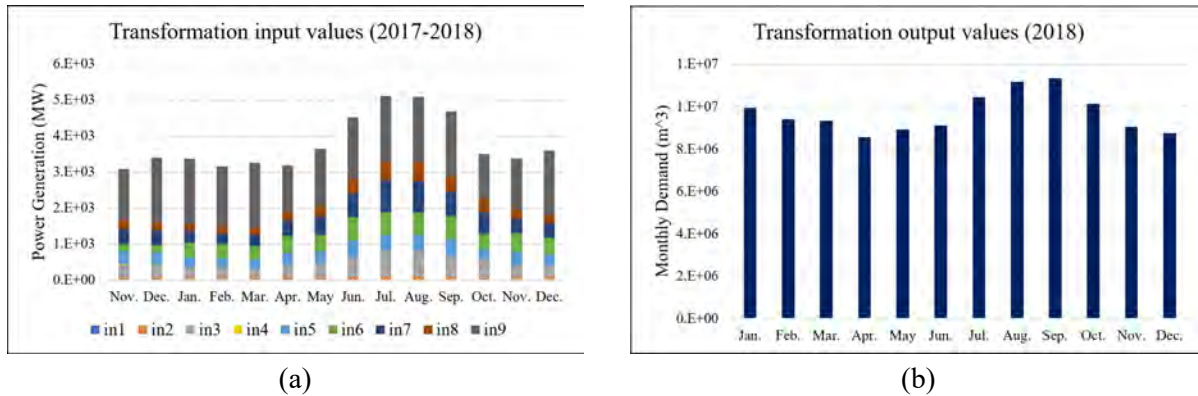 Transformation input values (2017-2018)
Power Generation (MW)
6.E+03
5.E+03
4.E+03
3.E+03
2.E+03
1.E+03
0.E+00
Nov. Dec. Jan. Feb. Mar. Apr. May Jun. Jul. Aug. Sep. Oct. Nov. Dec.
in1 in2 in3 in4 in5 in6 in7 in8 in9
(a)
Transformation output values (2018)
Monthly Demand (m^3)
1.E+07
1.E+07
8.E+06
6.E+06
4.E+06
2.E+06
0.E+00
Jan. Feb. Mar. Apr. May Jun. Jul. Aug. Sep. Oct. Nov. Dec.
(b)